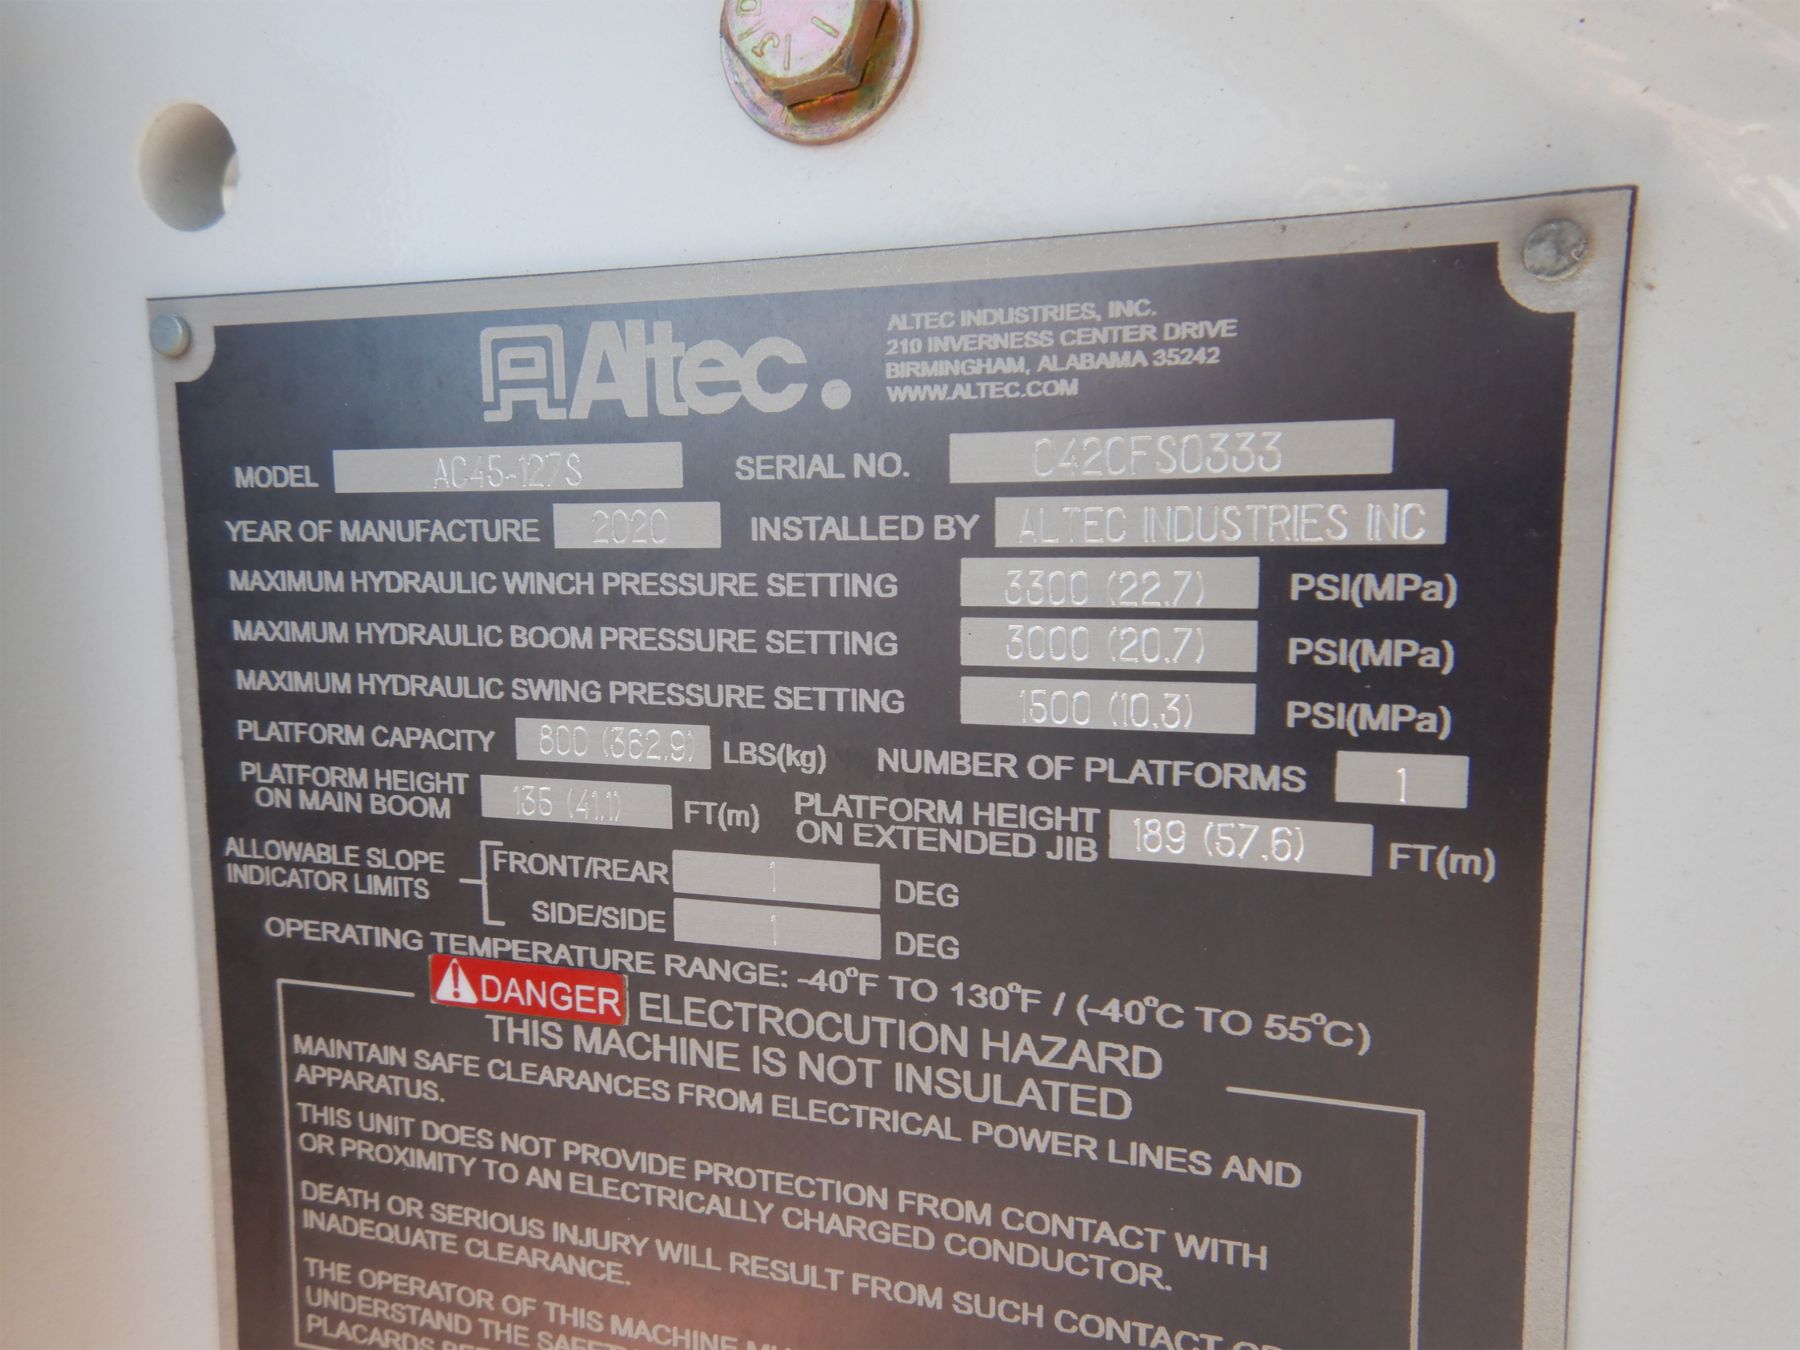 Altec.
ALTEC INDUSTRIES, INC.
210 INVERNESS CENTER DRIVE
BIRMINGHAM, ALABAMA 35242
WWW.ALTEC.COM
MODEL AC45-127S SERIAL NO. 0420FS0333
YEAR OF MANUFACTURE 2020 INSTALLED BY ALTEC INDUSTRIES INC
MAXIMUM HYDRAULIC WINCH PRESSURE SETTING 3300 (22.7) PSI(MPa)
MAXIMUM HYDRAULIC BOOM PRESSURE SETTING 3000 (20.7) PSI(MPa)
MAXIMUM HYDRAULIC SWING PRESSURE SETTING 1500 (10.3) PSI(MPa)
PLATFORM CAPACITY 800 (362.9) LBS(kg) NUMBER OF PLATFORMS 1
PLATFORM HEIGHT
ON MAIN BOOM 135 (41.1) FT(m)
PLATFORM HEIGHT
ON EXTENDED JIB 189 (57.6) FT(m)
ALLOWABLE SLOPE
INDICATOR LIMITS
FRONT/REAR 1 DEG
SIDE/SIDE 1 DEG
OPERATING TEMPERATURE RANGE: -40°F TO 130°F / (-40°C TO 55°C)
DANGER ELECTROCUTION HAZARD
THIS MACHINE IS NOT INSULATED
MAINTAIN SAFE CLEARANCES FROM ELECTRICAL POWER LINES AND
APPARATUS.
THIS UNIT DOES NOT PROVIDE PROTECTION FROM CONTACT WITH
OR PROXIMITY TO AN ELECTRICALLY CHARGED CONDUCTOR.
DEATH OR SERIOUS INJURY WILL RESULT FROM SUCH CONTACT OR
INADEQUATE CLEARANCE.
THE OPERATOR OF THIS MACHINE
UNDERSTAND THE
PLACARDS